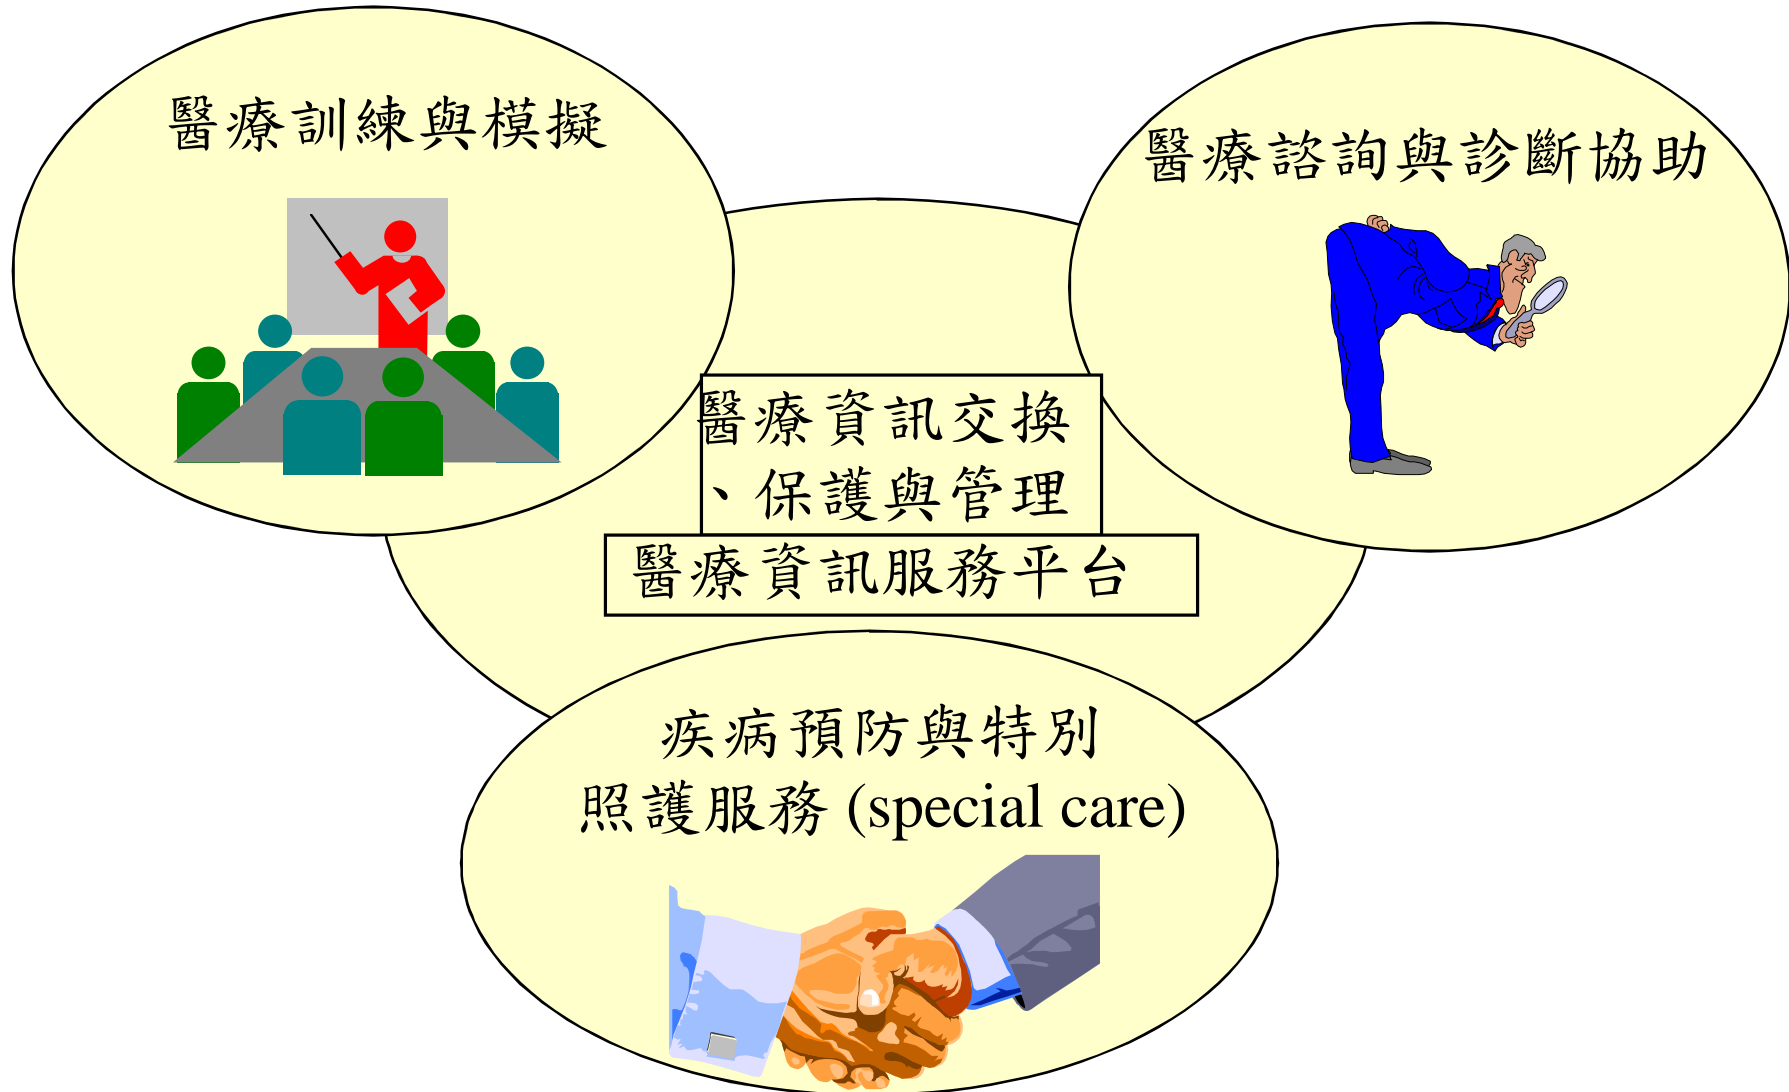 醫療訓練與模擬
醫療諮詢與診斷協助
醫療資訊交換
、保護與管理
醫療資訊服務平台
疾病預防與特別
照護服務 (special care)